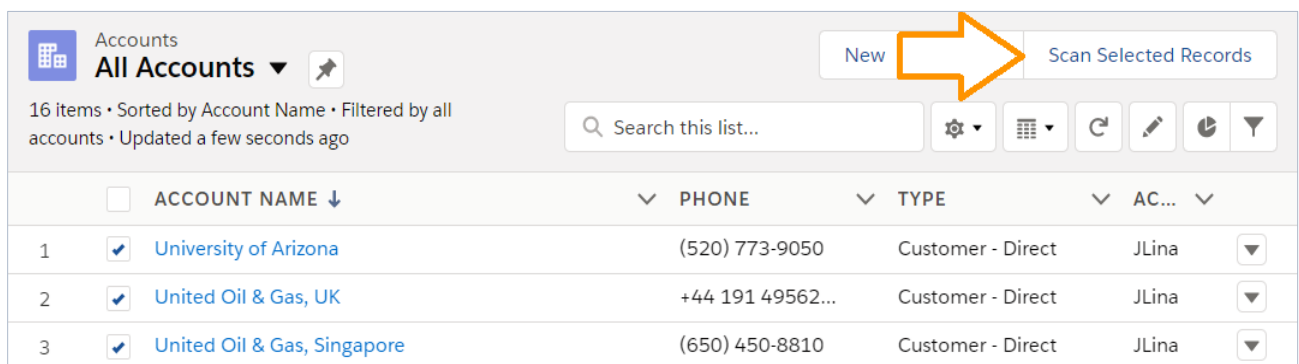 Accounts
All Accounts
New
Scan Selected Records
16 items • Sorted by Account Name • Filtered by all
accounts • Updated a few seconds ago
Search this list...
ACCOUNT NAME PHONE TYPE AC...
1 University of Arizona (520) 773-9050 Customer - Direct JLina
2 United Oil & Gas, UK +44 191 49562... Customer - Direct JLina
3 United Oil & Gas, Singapore (650) 450-8810 Customer - Direct JLina